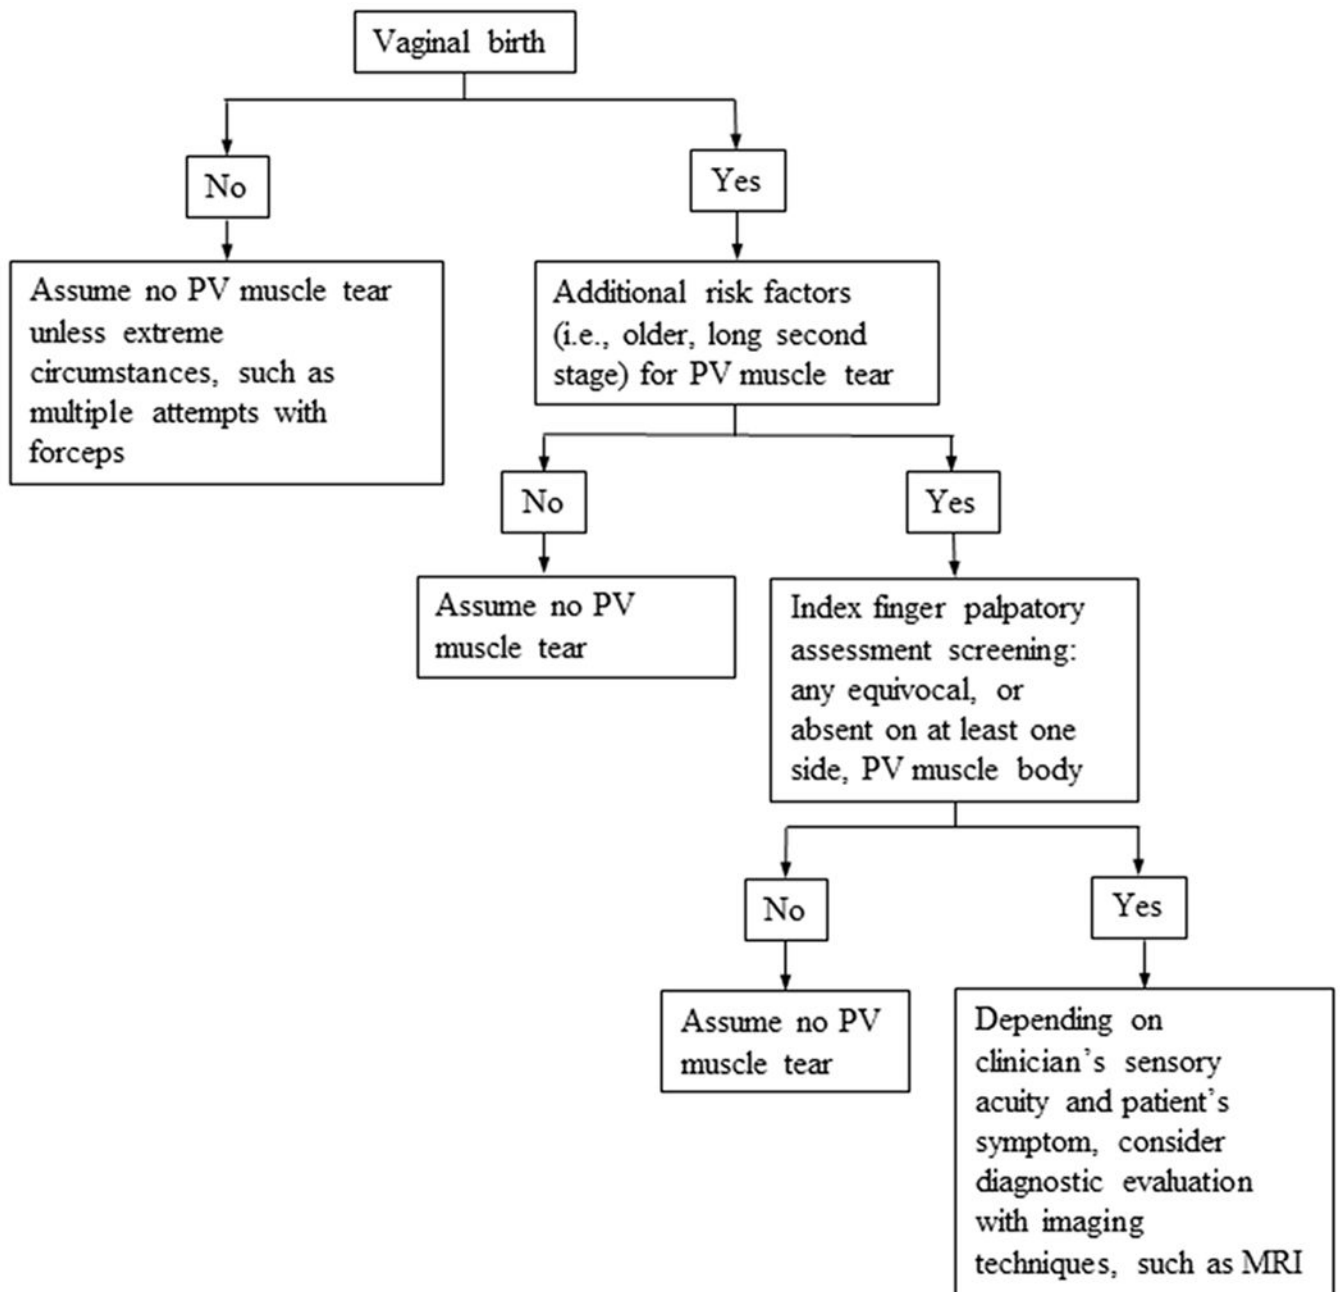 Vaginal birth
No
Yes
Assume no PV muscle tear
unless extreme
circumstances, such as
multiple attempts with
forceps
Additional risk factors
(i.e., older, long second
stage) for PV muscle tear
No
Yes
Assume no PV
muscle tear
Index finger palpatory
assessment screening:
any equivocal, or
absent on at least one
side, PV muscle body
No
Yes
Assume no PV
muscle tear
Depending on
clinician's sensory
acuity and patient's
symptom, consider
diagnostic evaluation
with imaging
techniques, such as MRI